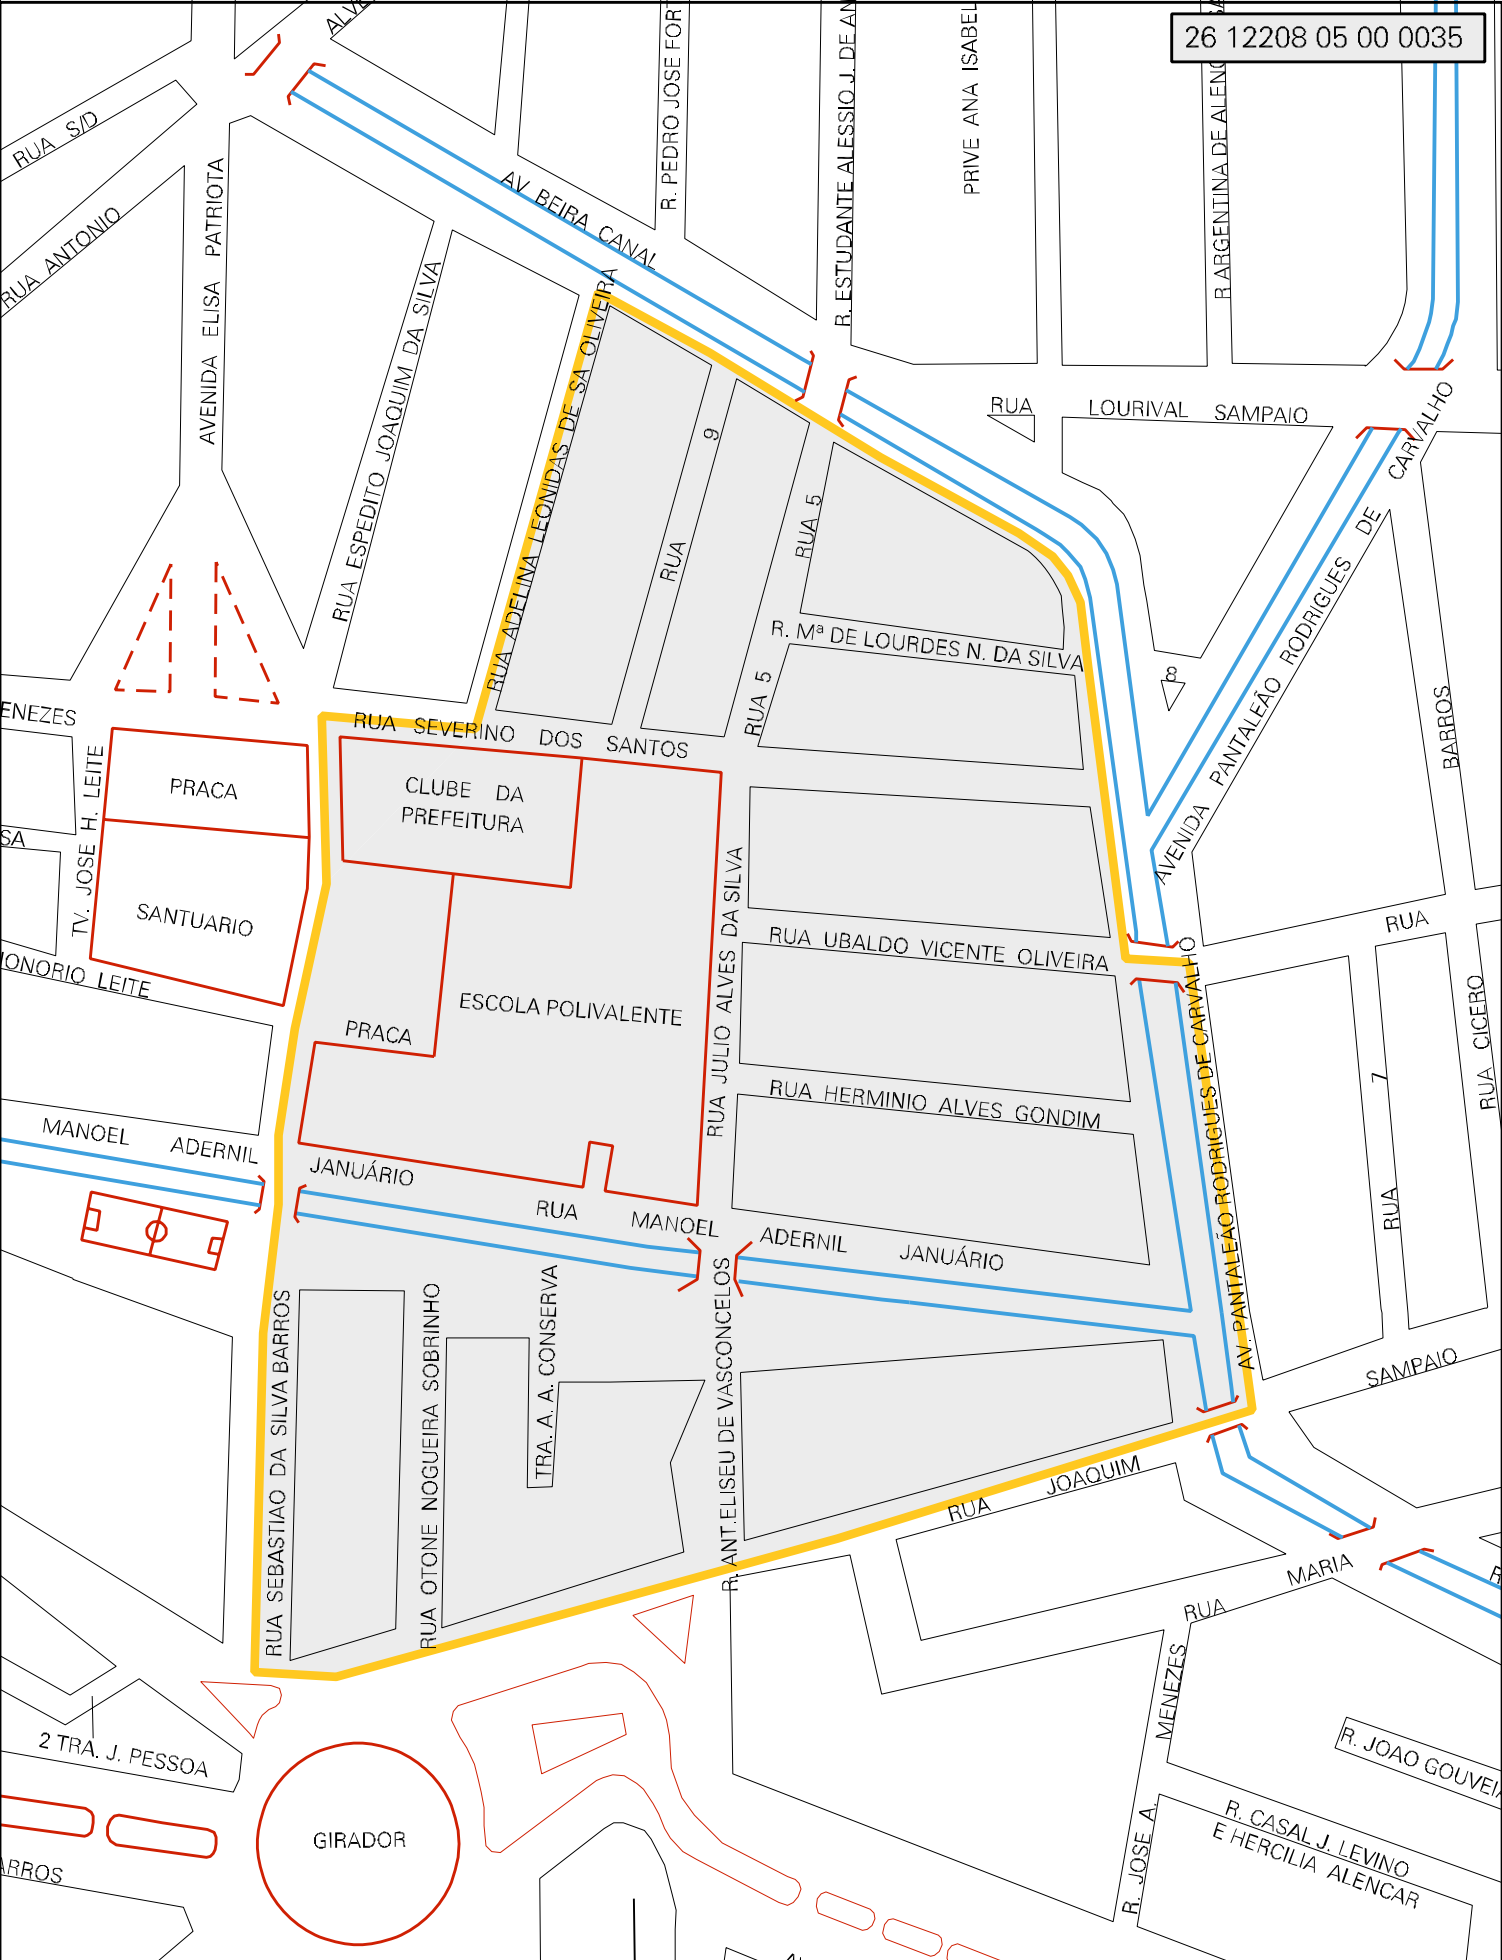 26 12208 05 00 0035
RUA S/D
RUA ANTONIO
AVENIDA ELISA PATRIOTA
AV BEIRA CANAL
R. PEDRO JOSE FOR
R. ESTUDANTE ALESSIO J. DE AN
PRIVE ANA ISABEL
R ARGENTINA DE ALENC
RUA ESPEDITO JOAQUIM DA SILVA
RUA ADELINA LEONIDAS DE SA OLIVEIRA
RUA 9
RUA 5
RUA LOURIVAL SAMPAIO
AVENIDA PANTALEÃO RODRIGUES DE CARVALHO
R. Mª DE LOURDES N. DA SILVA
RUA 5
8
BARROS
ENEZES
RUA SEVERINO DOS SANTOS
TV. JOSE H. LEITE
PRACA
CLUBE DA
PREFEITURA
SA
SANTUARIO
RUA JULIO ALVES DA SILVA
RUA UBALDO VICENTE OLIVEIRA
RUA
IONORIO LEITE
ESCOLA POLIVALENTE
PRACA
RUA CICERO
RUA 7
RUA HERMINIO ALVES GONDIM
AV. PANTALEÃO RODRIGUES DE CARVALHO
MANOEL ADERNIL JANUÁRIO
RUA MANOEL ADERNIL JANUÁRIO
RUA SEBASTIAO DA SILVA BARROS
RUA OTONE NOGUEIRA SOBRINHO
TRA. A. A. CONSERVA
R. ANT.ELISEU DE VASCONCELOS
RUA JOAQUIM SAMPAIO
RUA MARIA
MENEZES
R. JOSE A.
2 TRA. J. PESSOA
R. JOAO GOUVEIA
R. CASAL J. LEVINO
E HERCILIA ALENCAR
GIRADOR
ARROS